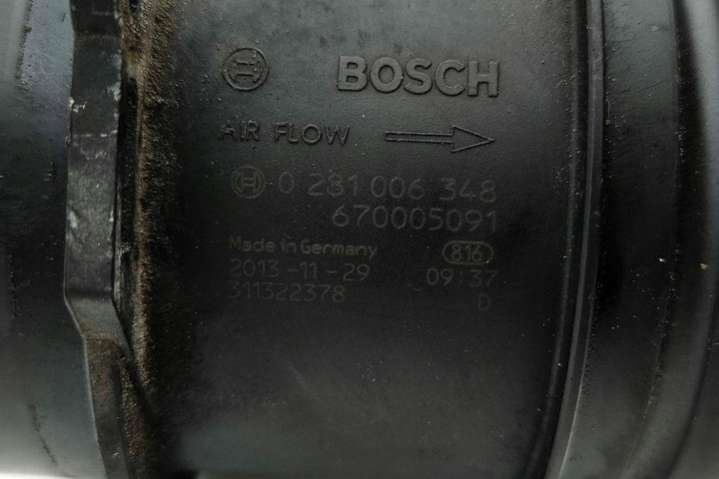 BOSCH
AIR FLOW
0 281 006 348
670005091
Made in Germany 816
2013-11-29 09:37
311322378 D